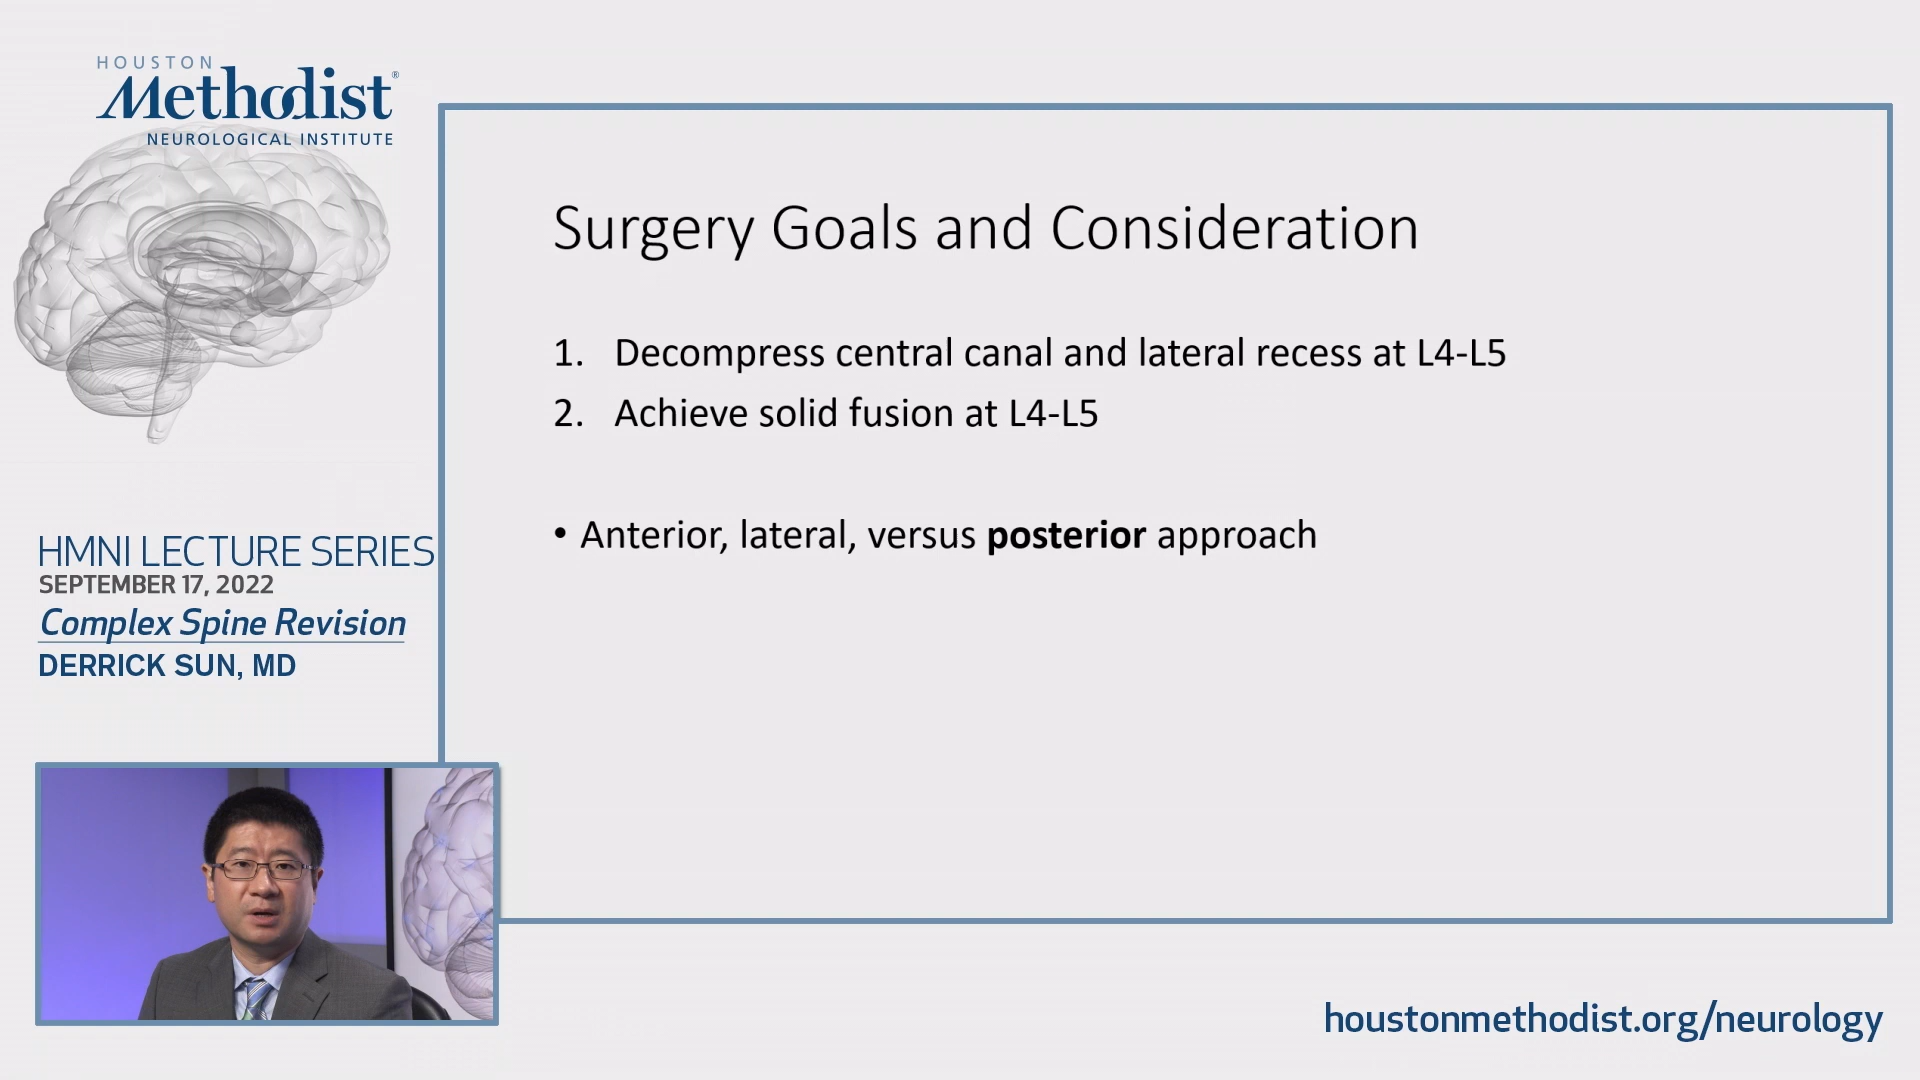 HOUSTON
Methodist®
NEUROLOGICAL INSTITUTE
Surgery Goals and Consideration
1. Decompress central canal and lateral recess at L4-L5
2. Achieve solid fusion at L4-L5
• Anterior, lateral, versus posterior approach
HMNI LECTURE SERIES
SEPTEMBER 17, 2022
Complex Spine Revision
DERRICK SUN, MD
houstonmethodist.org/neurology